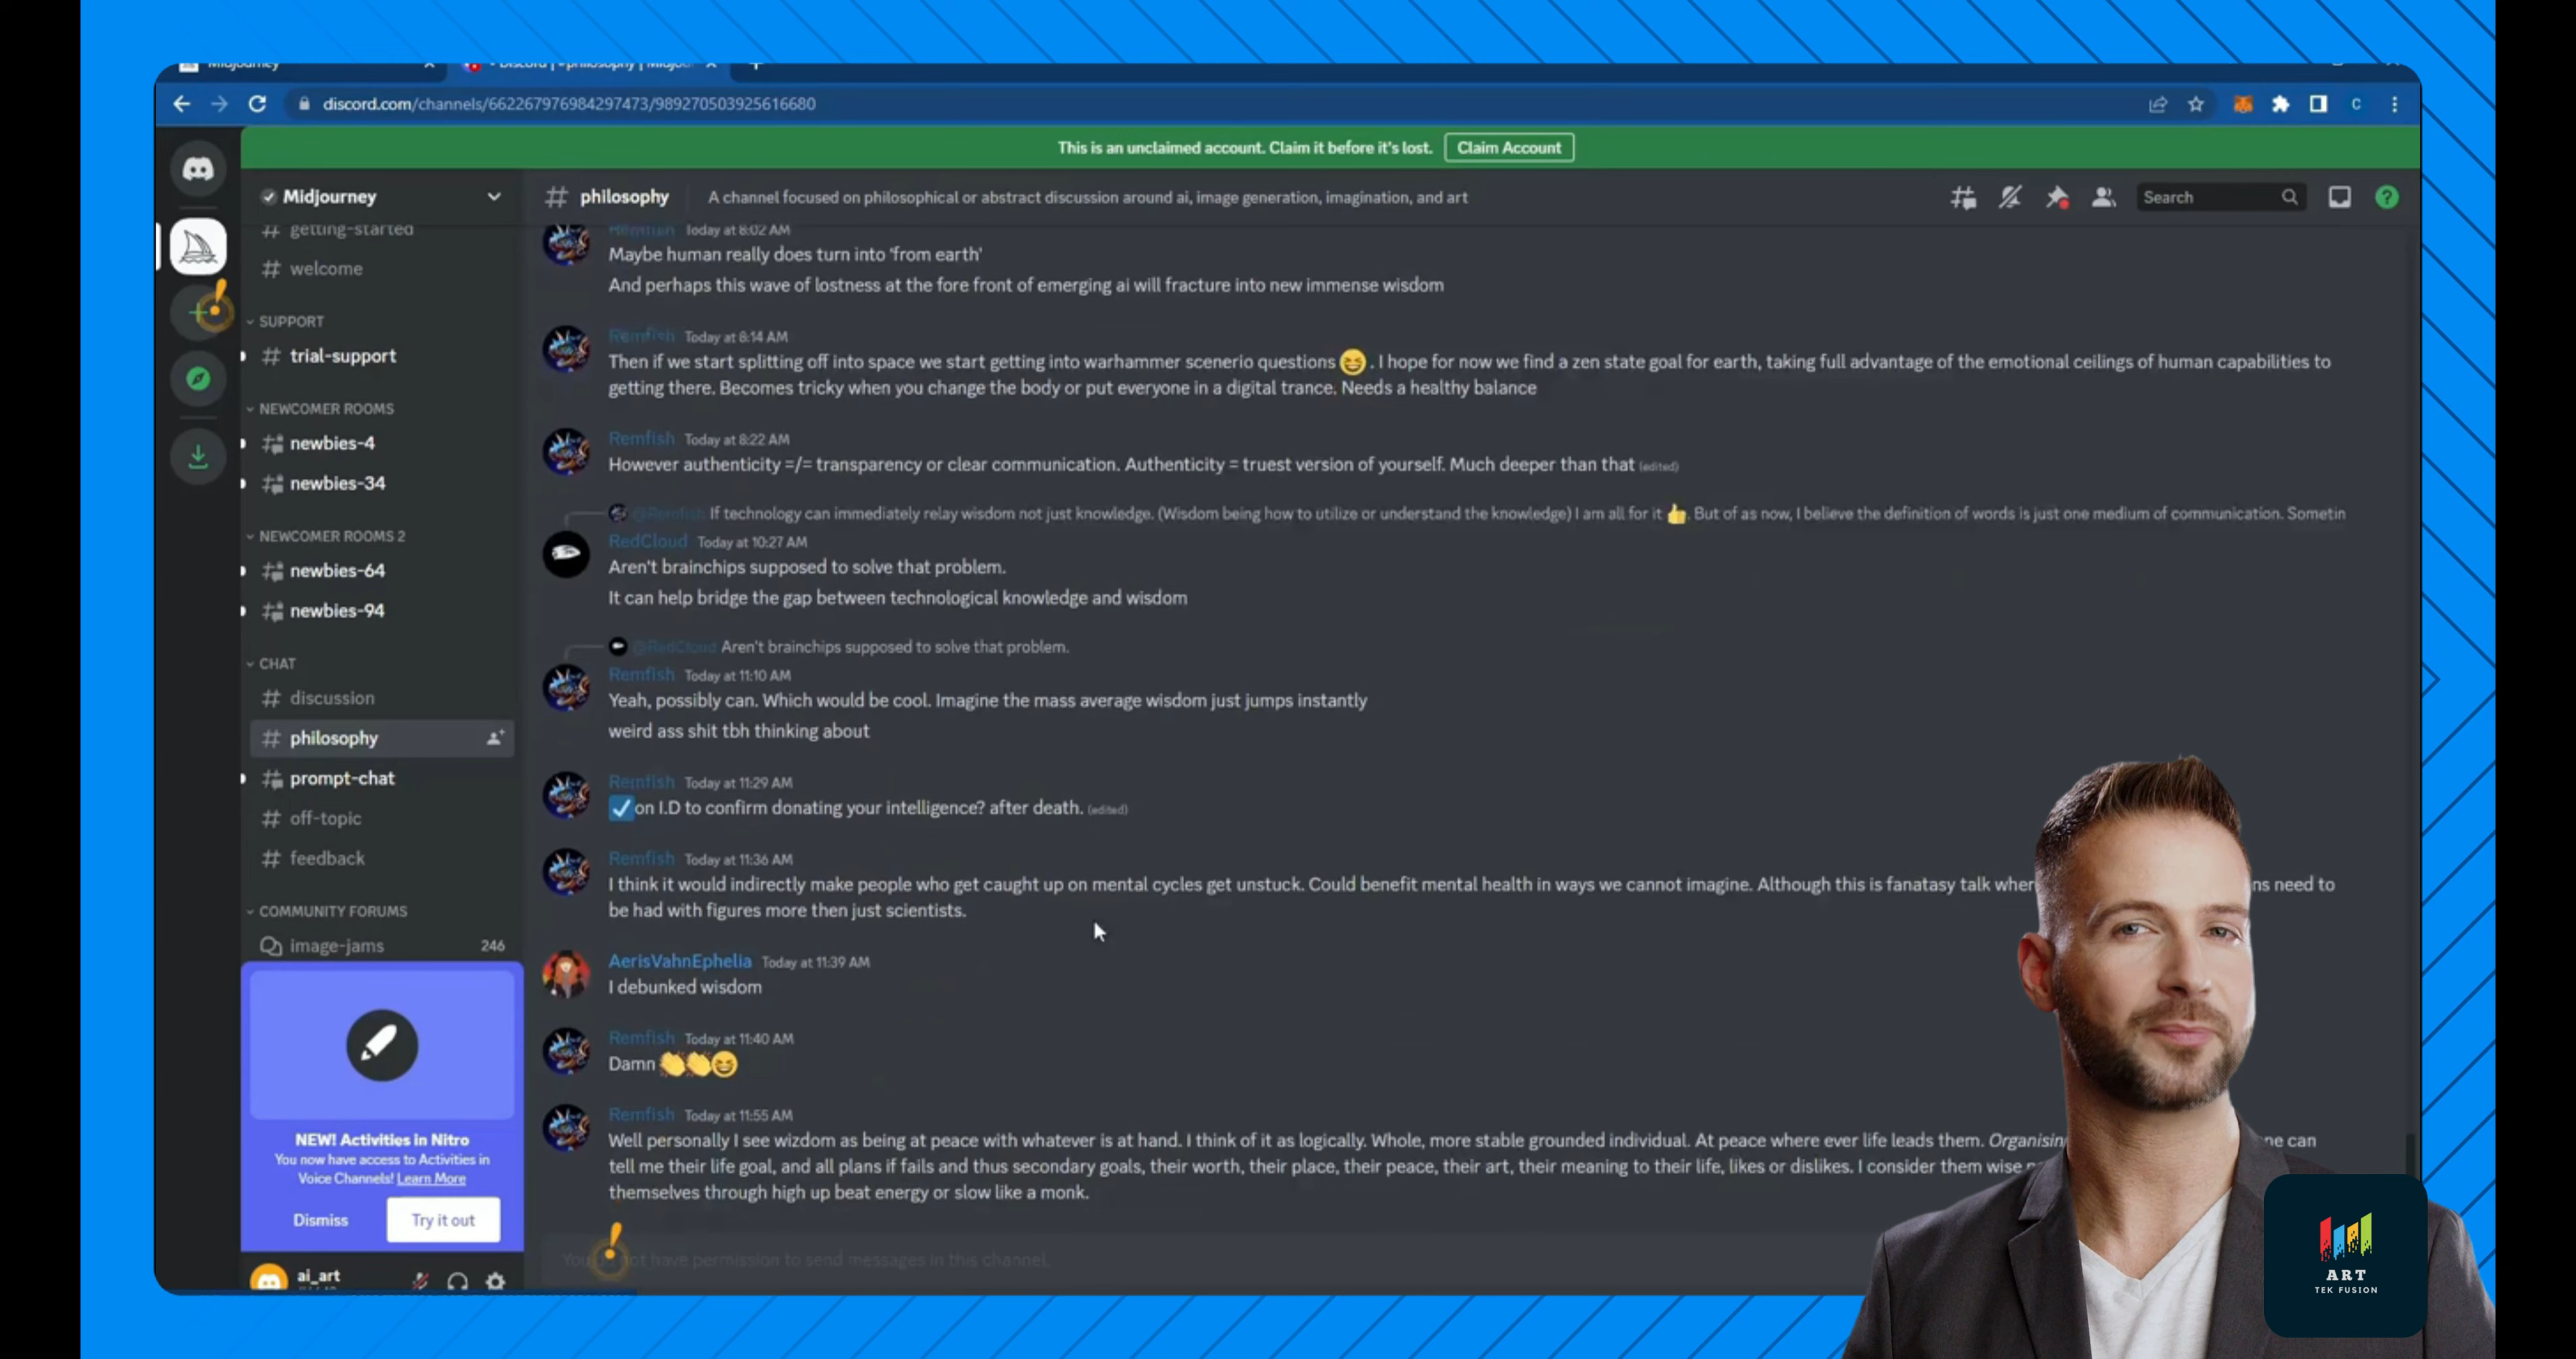 Midjourney
Discord | #philosophy | Midjo
discord.com/channels/662267976984297473/989270503925616680
C
This is an unclaimed account. Claim it before it's lost.
Claim Account
Midjourney
# philosophy
A channel focused on philosophical or abstract discussion around ai, image generation, imagination, and art
Search
# getting-started
# welcome
SUPPORT
# trial-support
NEWCOMER ROOMS
newbies-4
newbies-34
NEWCOMER ROOMS 2
newbies-64
newbies-94
CHAT
# discussion
# philosophy
prompt-chat
# off-topic
# feedback
COMMUNITY FORUMS
image-jams 246
NEW! Activities in Nitro
You now have access to Activities in
Voice Channels! Learn More
Dismiss
Try it out
ai_art
Remfish Today at 8:02 AM
Maybe human really does turn into 'from earth'
And perhaps this wave of lostness at the fore front of emerging ai will fracture into new immense wisdom
Remfish Today at 8:14 AM
Then if we start splitting off into space we start getting into warhammer scenerio questions 😆. I hope for now we find a zen state goal for earth, taking full advantage of the emotional ceilings of human capabilities to
getting there. Becomes tricky when you change the body or put everyone in a digital trance. Needs a healthy balance
Remfish Today at 8:22 AM
However authenticity =/= transparency or clear communication. Authenticity = truest version of yourself. Much deeper than that (edited)
@Remfish If technology can immediately relay wisdom not just knowledge. (Wisdom being how to utilize or understand the knowledge) I am all for it 👍. But of as now, I believe the definition of words is just one medium of communication. Sometin
RedCloud Today at 10:27 AM
Aren't brainchips supposed to solve that problem.
It can help bridge the gap between technological knowledge and wisdom
@RedCloud Aren't brainchips supposed to solve that problem.
Remfish Today at 11:10 AM
Yeah, possibly can. Which would be cool. Imagine the mass average wisdom just jumps instantly
weird ass shit tbh thinking about
Remfish Today at 11:29 AM
on I.D to confirm donating your intelligence? after death. (edited)
Remfish Today at 11:36 AM
I think it would indirectly make people who get caught up on mental cycles get unstuck. Could benefit mental health in ways we cannot imagine. Although this is fanatasy talk wher ns need to
be had with figures more then just scientists.
AerisVahnEphelia Today at 11:39 AM
I debunked wisdom
Remfish Today at 11:40 AM
Damn 👏👏😆
Remfish Today at 11:55 AM
Well personally I see wizdom as being at peace with whatever is at hand. I think of it as logically. Whole, more stable grounded individual. At peace where ever life leads them. Organisin ne can
tell me their life goal, and all plans if fails and thus secondary goals, their worth, their place, their peace, their art, their meaning to their life, likes or dislikes. I consider them wise
themselves through high up beat energy or slow like a monk.
You not have permission to send messages in this channel.
ART
TEK FUSION